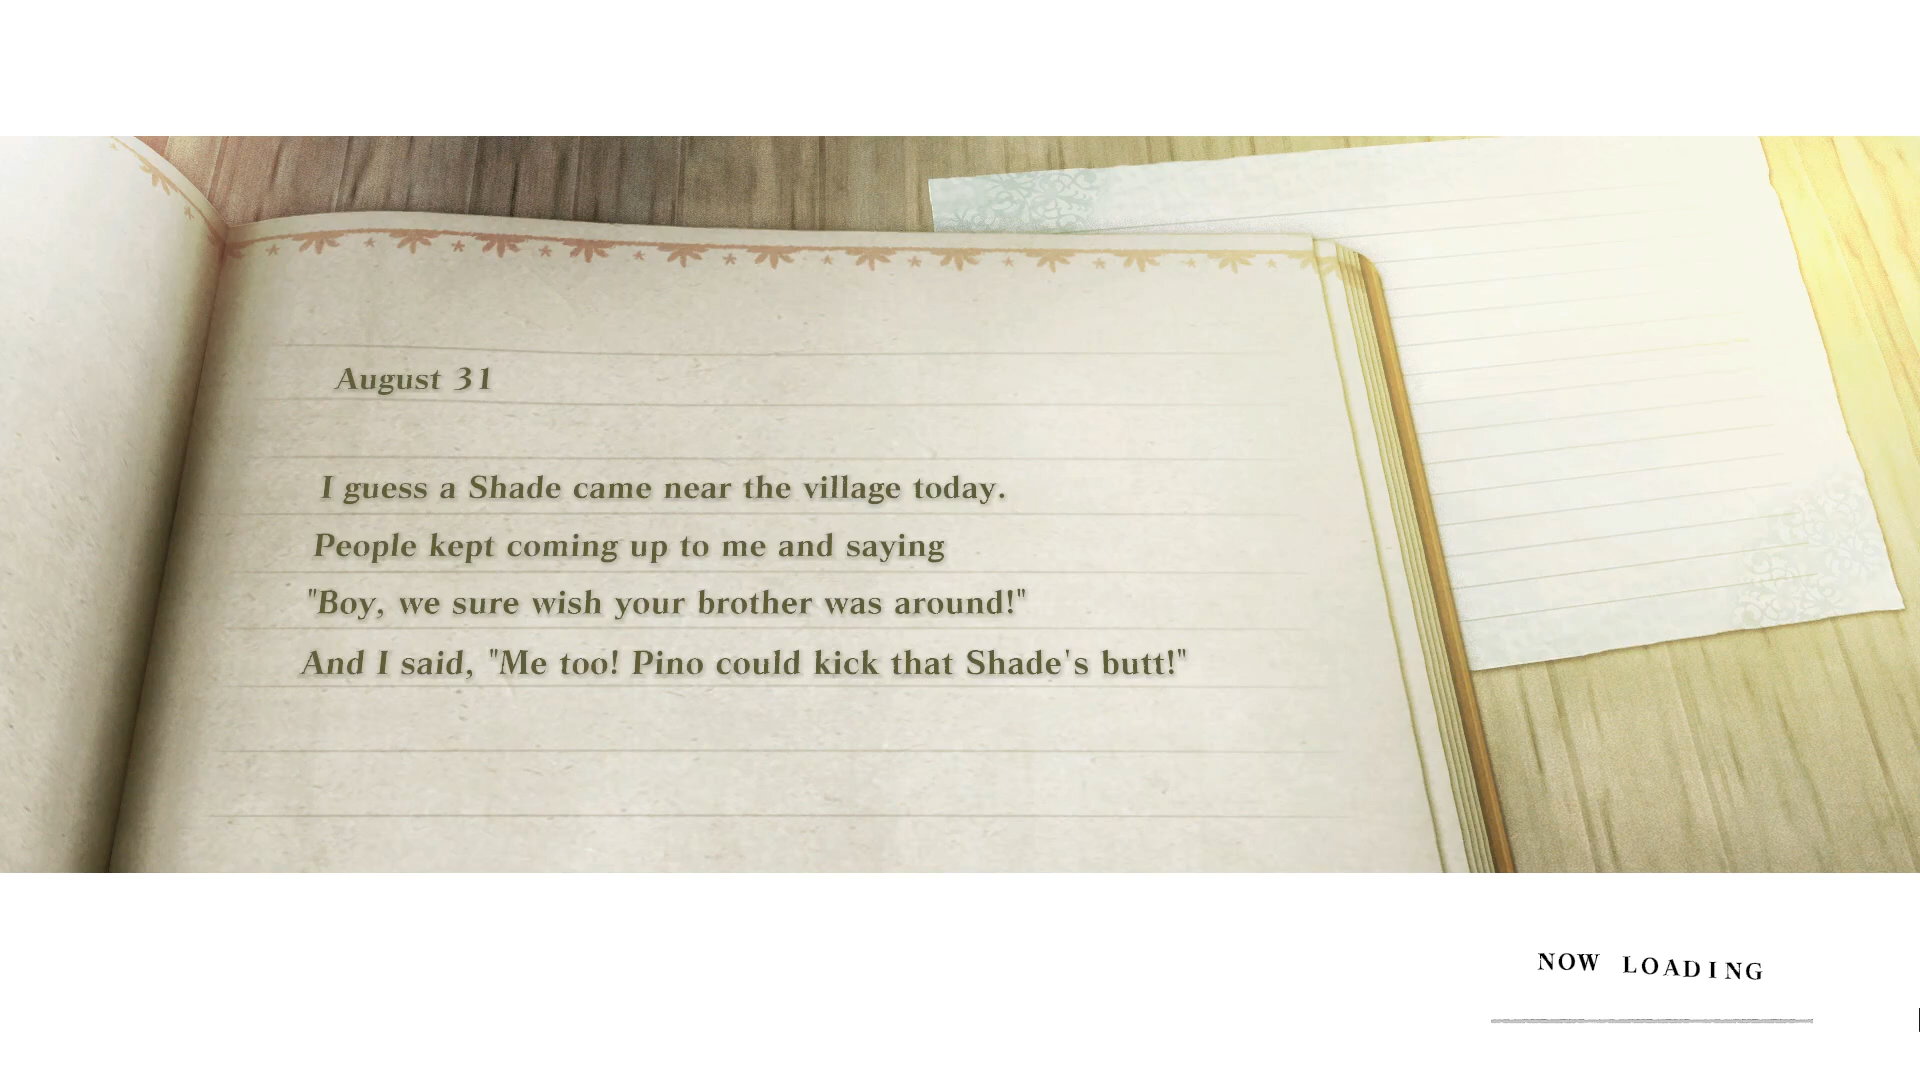 August 31
I guess a Shade came near the village today.
People kept coming up to me and saying
"Boy, we sure wish your brother was around!"
And I said, "Me too! Pino could kick that Shade's butt!"
NOW LOADING